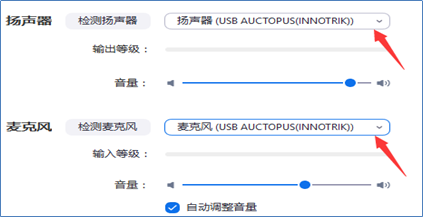 扬声器 检测扬声器 扬声器 (USB AUCTOPUS(INNOTRIK))
输出等级：
音量：
麦克风 检测麦克风 麦克风 (USB AUCTOPUS(INNOTRIK))
输入等级：
音量：
自动调整音量